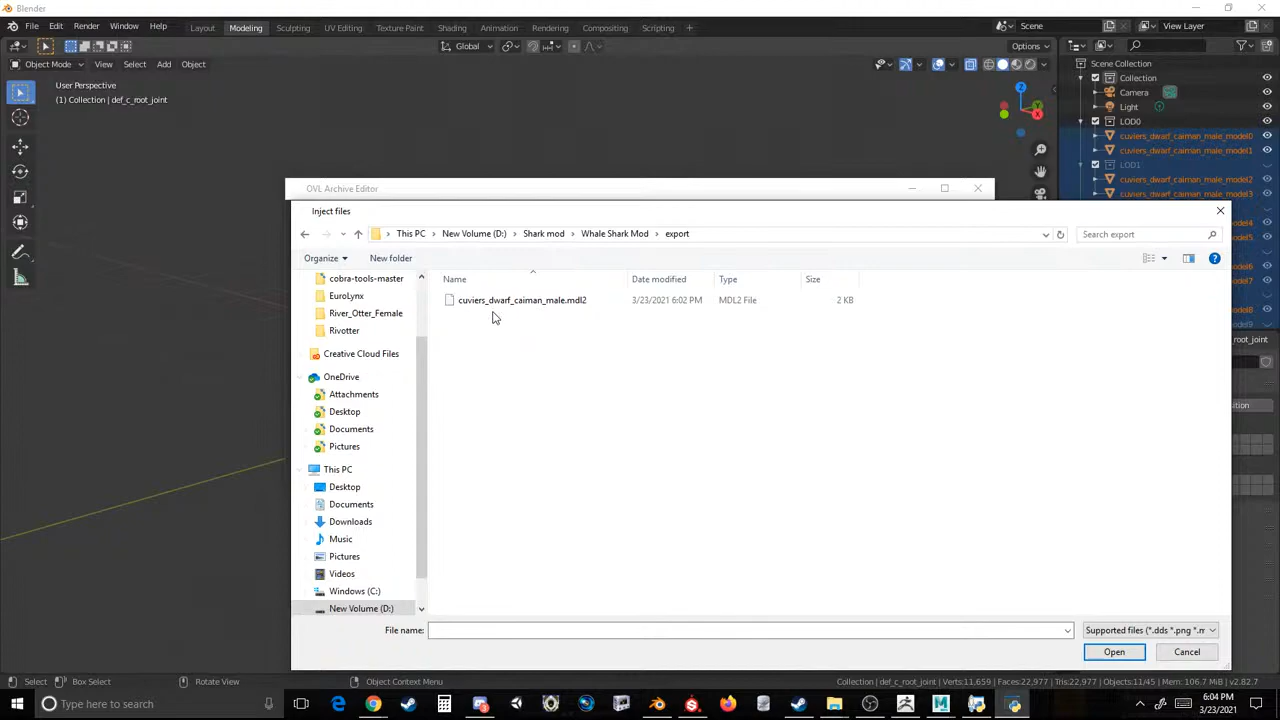 Blender
File Edit Render Window Help Layout Modeling Sculpting UV Editing Texture Paint Shading Animation Rendering Compositing Scripting Scene View Layer
Global Options
Object Mode View Select Add Object
User Perspective
(1) Collection | def_c_root_joint
Z
Scene Collection
Collection
Camera
Light
LOD0
cuviers_dwarf_caiman_male_model0
cuviers_dwarf_caiman_male_model1
LOD1
cuviers_dwarf_caiman_male_model2
cuviers_dwarf_caiman_male_model3
_root_joint
OVL Archive Editor
Inject files
This PC > New Volume (D:) > Shark mod > Whale Shark Mod > export
Search export
Organize New folder
Name Date modified Type Size
cuviers_dwarf_caiman_male.mdl2 3/23/2021 6:02 PM MDL2 File 2 KB
cobra-tools-master
EuroLynx
River_Otter_Female
Rivotter
Creative Cloud Files
OneDrive
Attachments
Desktop
Documents
Pictures
This PC
Desktop
Documents
Downloads
Music
Pictures
Videos
Windows (C:)
New Volume (D:)
File name: Supported files (*.dds *.png *.m
Open Cancel
Select Box Select Rotate View Object Context Menu Collection | def_c_root_joint | Verts:11,659 | Faces:22,977 | Tris:22,977 | Objects:11/45 | Mem: 106.7 MiB | v2.82.7
Type here to search
6:04 PM
3/23/2021